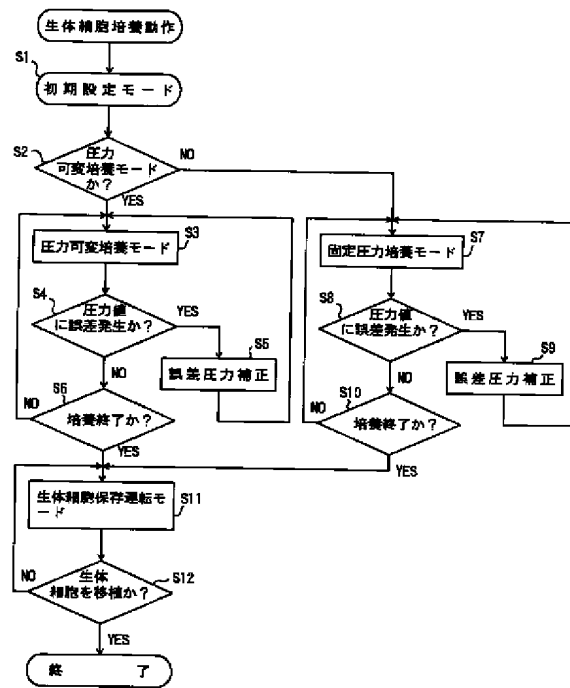 生体細胞培養動作
S1
初期設定モード
S2
圧力
可変培養モード
か?
NO
YES
S3
圧力可変培養モード
S4
圧力値
に誤差発生か?
YES
NO
S5
誤差圧力補正
S6
培養終了か?
NO
YES
S7
固定圧力培養モード
S8
圧力値
に誤差発生か?
YES
NO
S9
誤差圧力補正
S10
培養終了か?
NO
YES
生体細胞保存運転モ
ード
S11
生体
細胞を移植か?
S12
NO
YES
終 了